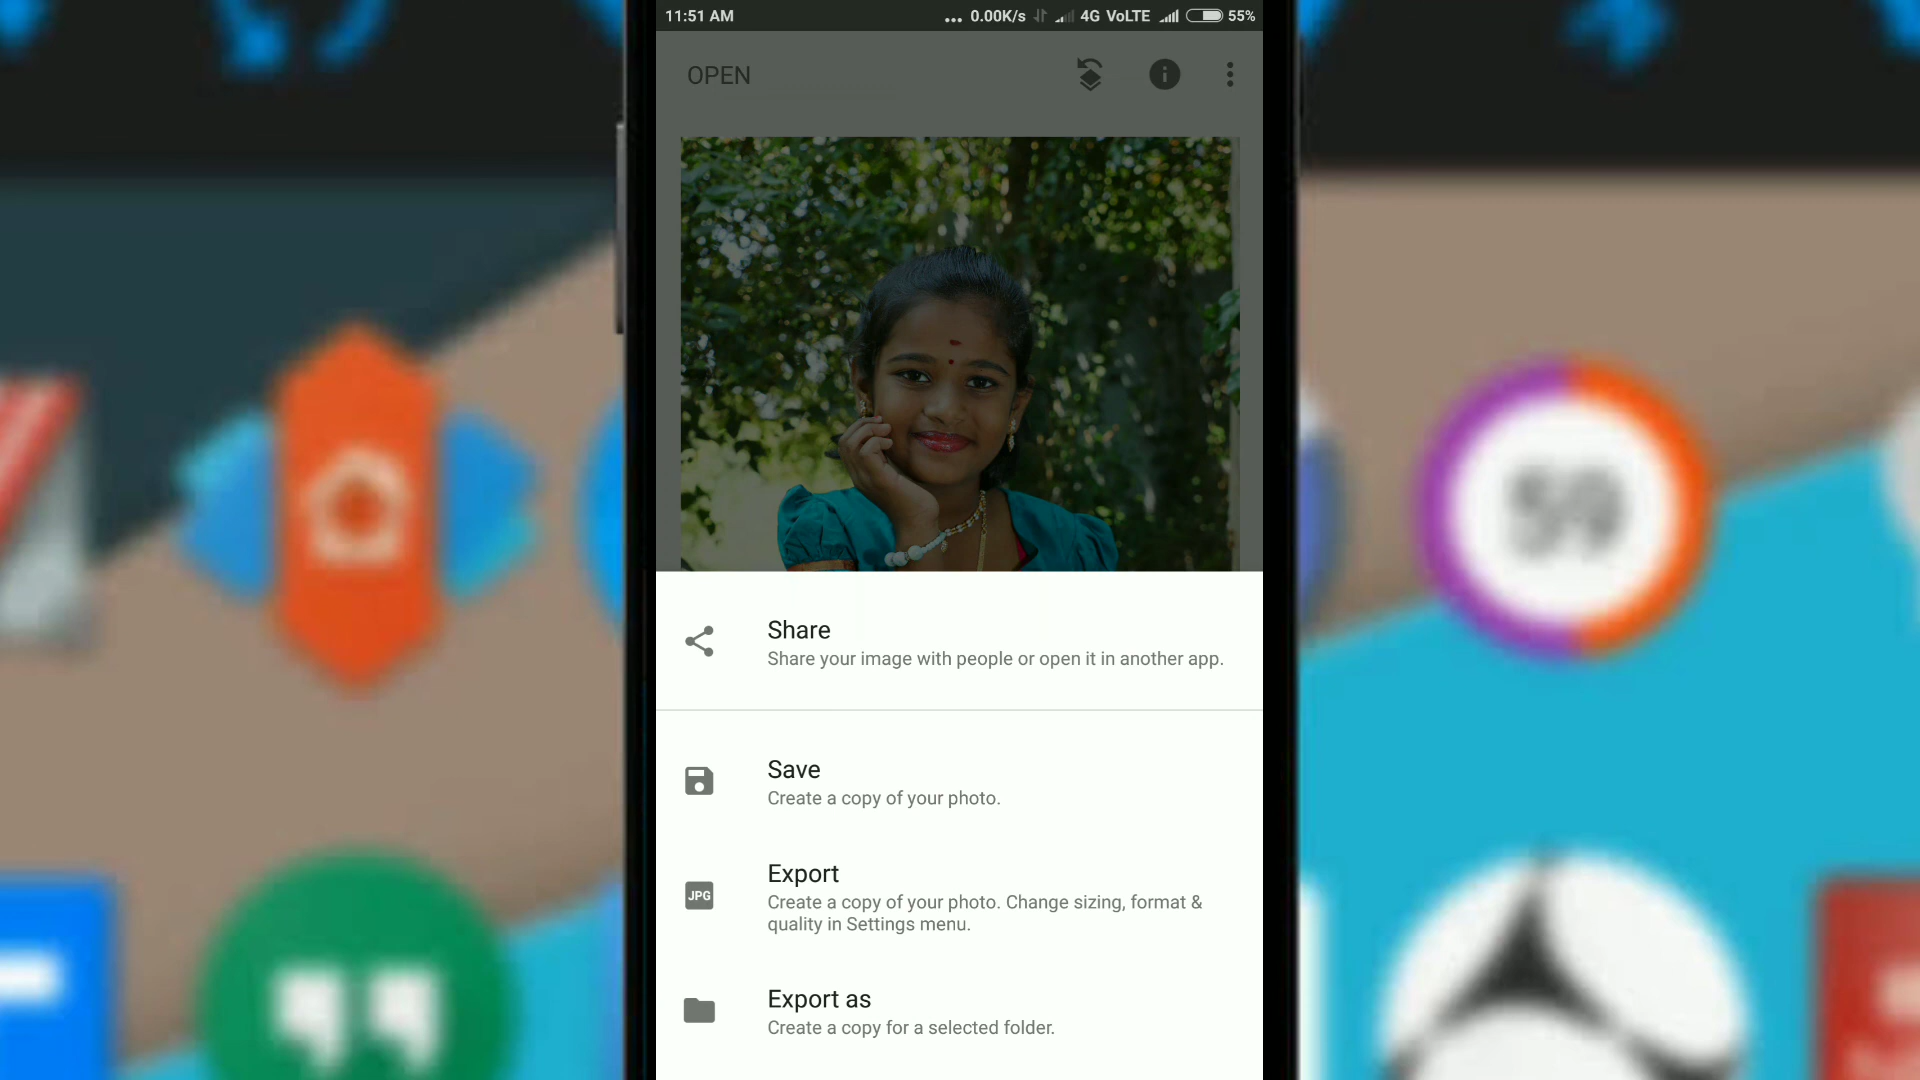 11:51 AM ... 0.00K/s 4G VoLTE 55%
OPEN
Share
Share your image with people or open it in another app.
Save
Create a copy of your photo.
JPG
Export
Create a copy of your photo. Change sizing, format &
quality in Settings menu.
Export as
Create a copy for a selected folder.
59